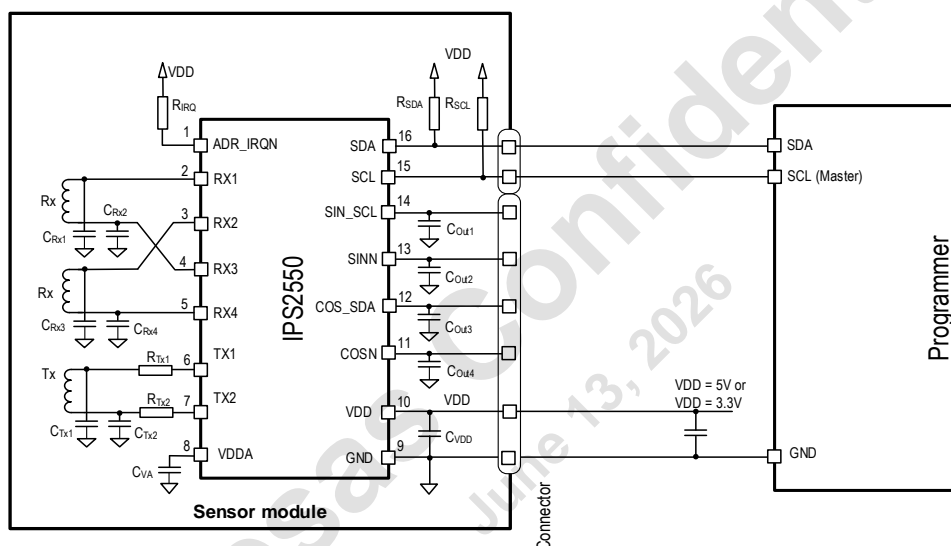 VDD
RIRQ
1
ADR_IRQN
2
RX1
Rx
CRx1
CRx2
3
RX2
4
RX3
Rx
CRx3
CRx4
5
RX4
TX1
RTx1
6
Tx
TX2
RTx2
7
CTx1
CTx2
8
VDDA
CVA
IPS2550
VDD
RSDA
RSCL
SDA
16
SCL
15
SIN_SCL
14
COut1
SINN
13
COut2
COS_SDA
12
COut3
COSN
11
COut4
VDD
10
VDD
CVDD
GND
9
Sensor module
Connector
VDD = 5V or
VDD = 3.3V
SDA
SCL (Master)
GND
Programmer
sas Confident
June 13, 2026